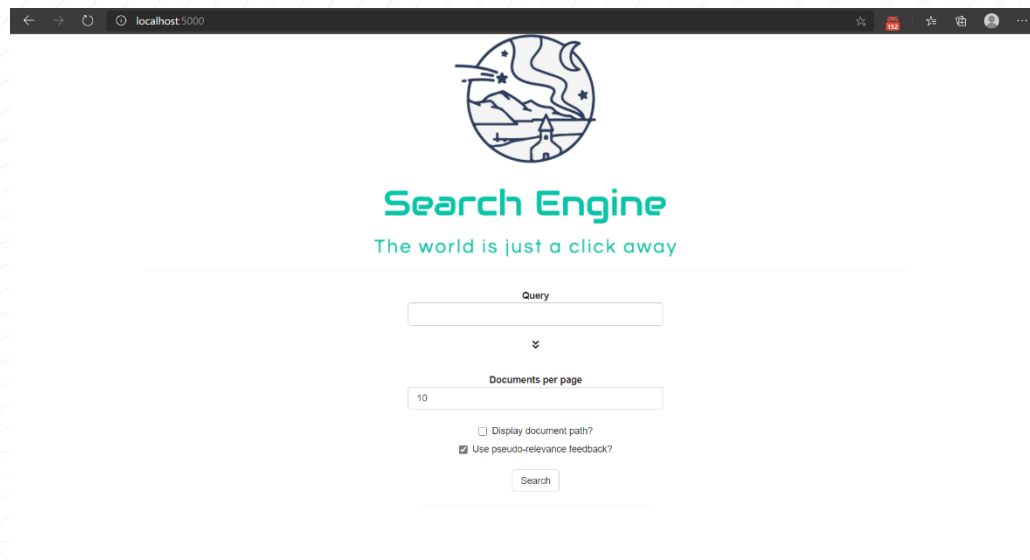 localhost:5000
152
Search Engine
The world is just a click away
Query
Documents per page
10
Display document path?
Use pseudo-relevance feedback?
Search